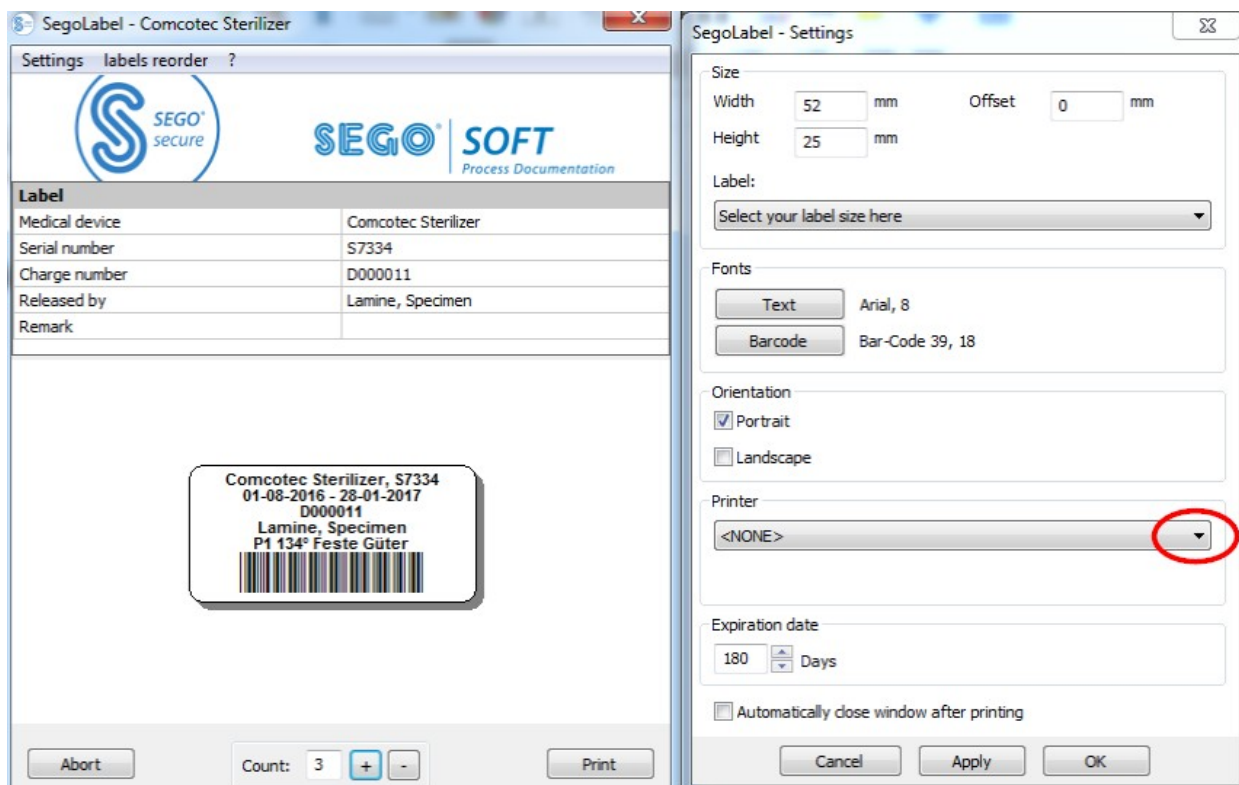 SegoLabel - Comcotec Sterilizer
Settings labels reorder ?
SEGO®
secure
SEGO® SOFT
Process Documentation
Label
Medical device Comcotec Sterilizer
Serial number S7334
Charge number D000011
Released by Lamine, Specimen
Remark
Comcotec Sterilizer, S7334
01-08-2016 - 28-01-2017
D000011
Lamine, Specimen
P1 134° Feste Güter
Abort Count: 3 + - Print
SegoLabel - Settings
Size
Width 52 mm Offset 0 mm
Height 25 mm
Label:
Select your label size here
Fonts
Text Arial, 8
Barcode Bar-Code 39, 18
Orientation
Portrait
Landscape
Printer
<NONE>
Expiration date
180 Days
Automatically close window after printing
Cancel Apply OK